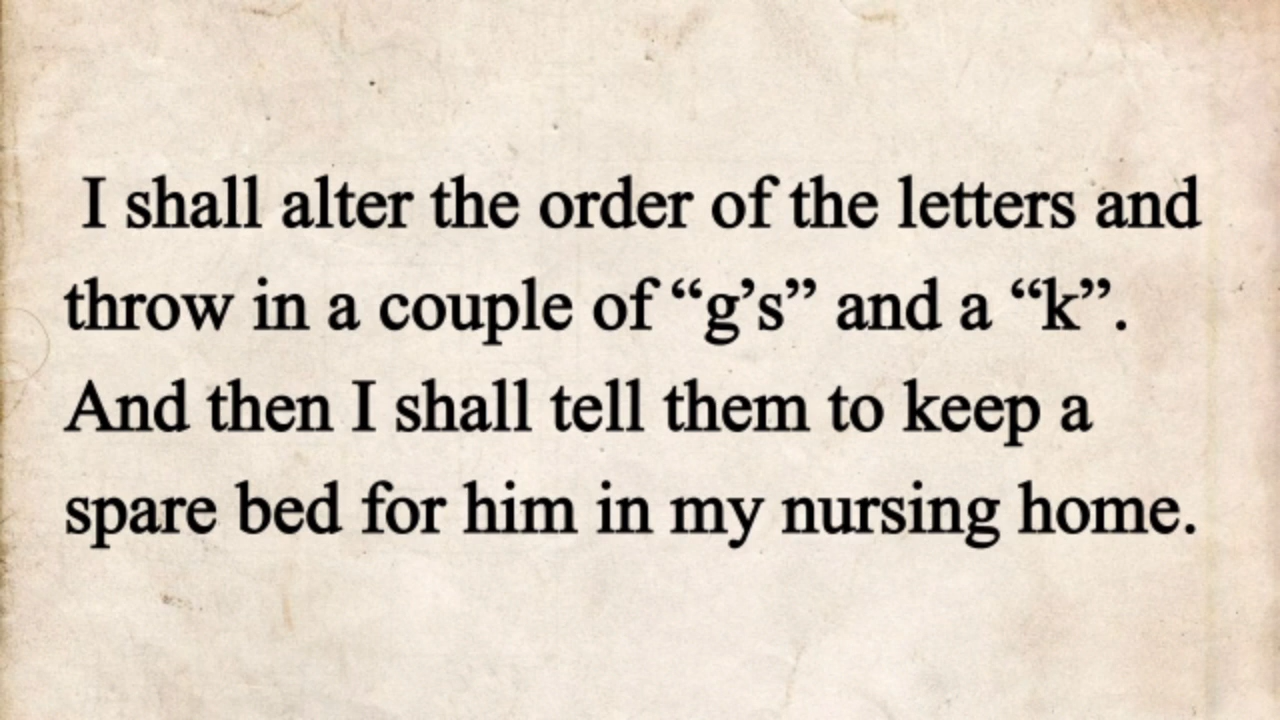 I shall alter the order of the letters and
throw in a couple of “g’s” and a “k”.
And then I shall tell them to keep a
spare bed for him in my nursing home.